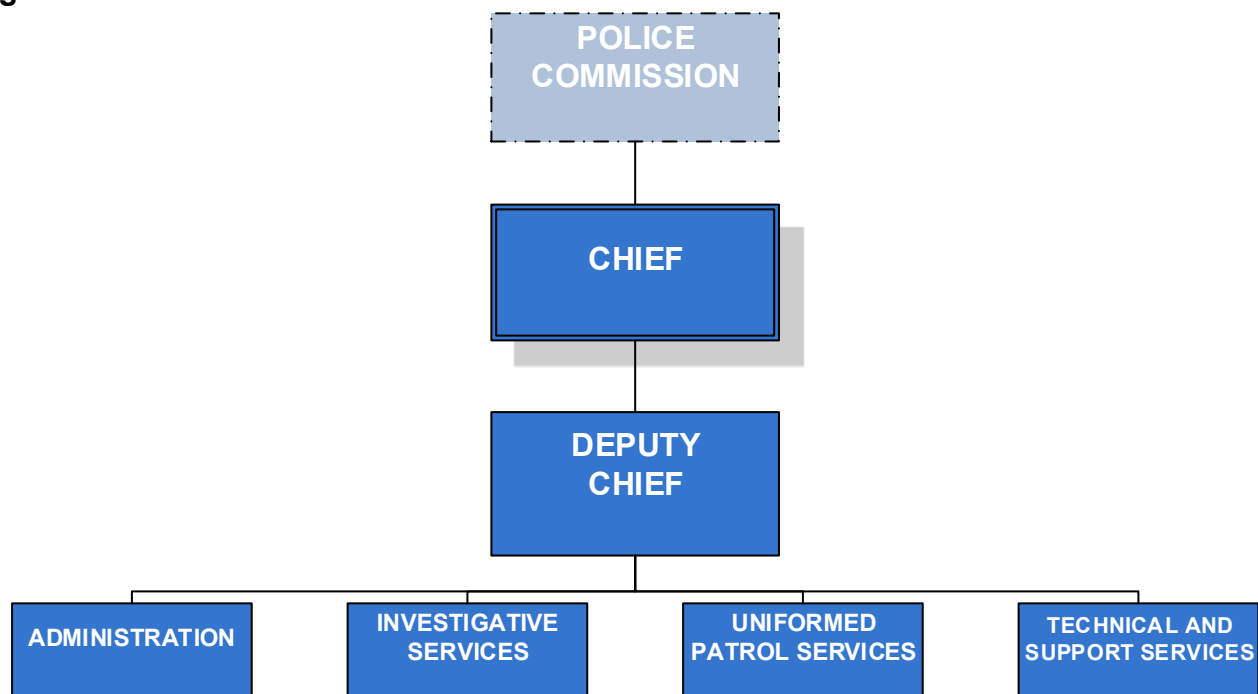 POLICE
COMMISSION
CHIEF
DEPUTY
CHIEF
ADMINISTRATION
INVESTIGATIVE
SERVICES
UNIFORMED
PATROL SERVICES
TECHNICAL AND
SUPPORT SERVICES